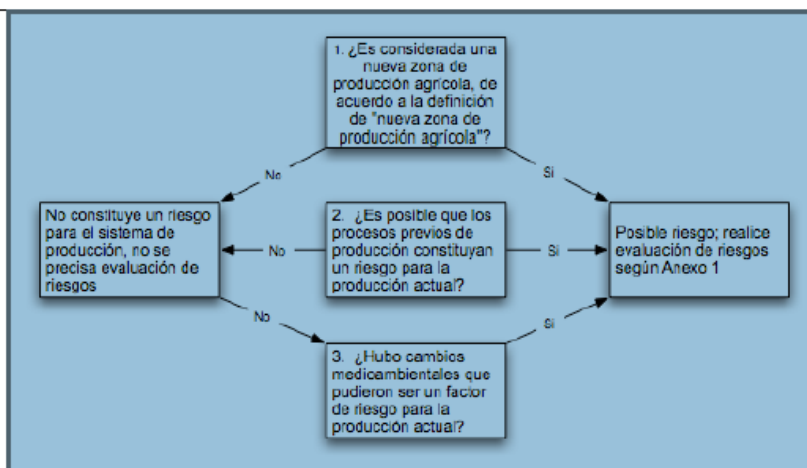 1. ¿Es considerada una
nueva zona de
producción agrícola, de
acuerdo a la definición
de "nueva zona de
producción agrícola"?
No
Si
No constituye un riesgo
para el sistema de
producción, no se
precisa evaluación de
riesgos
No
2. ¿Es posible que los
procesos previos de
producción constituyan
un riesgo para la
producción actual?
Si
Posible riesgo; realice
evaluación de riesgos
según Anexo 1
No
Si
3. ¿Hubo cambios
medicambientales que
pudieron ser un factor
de riesgo para la
producción actual?